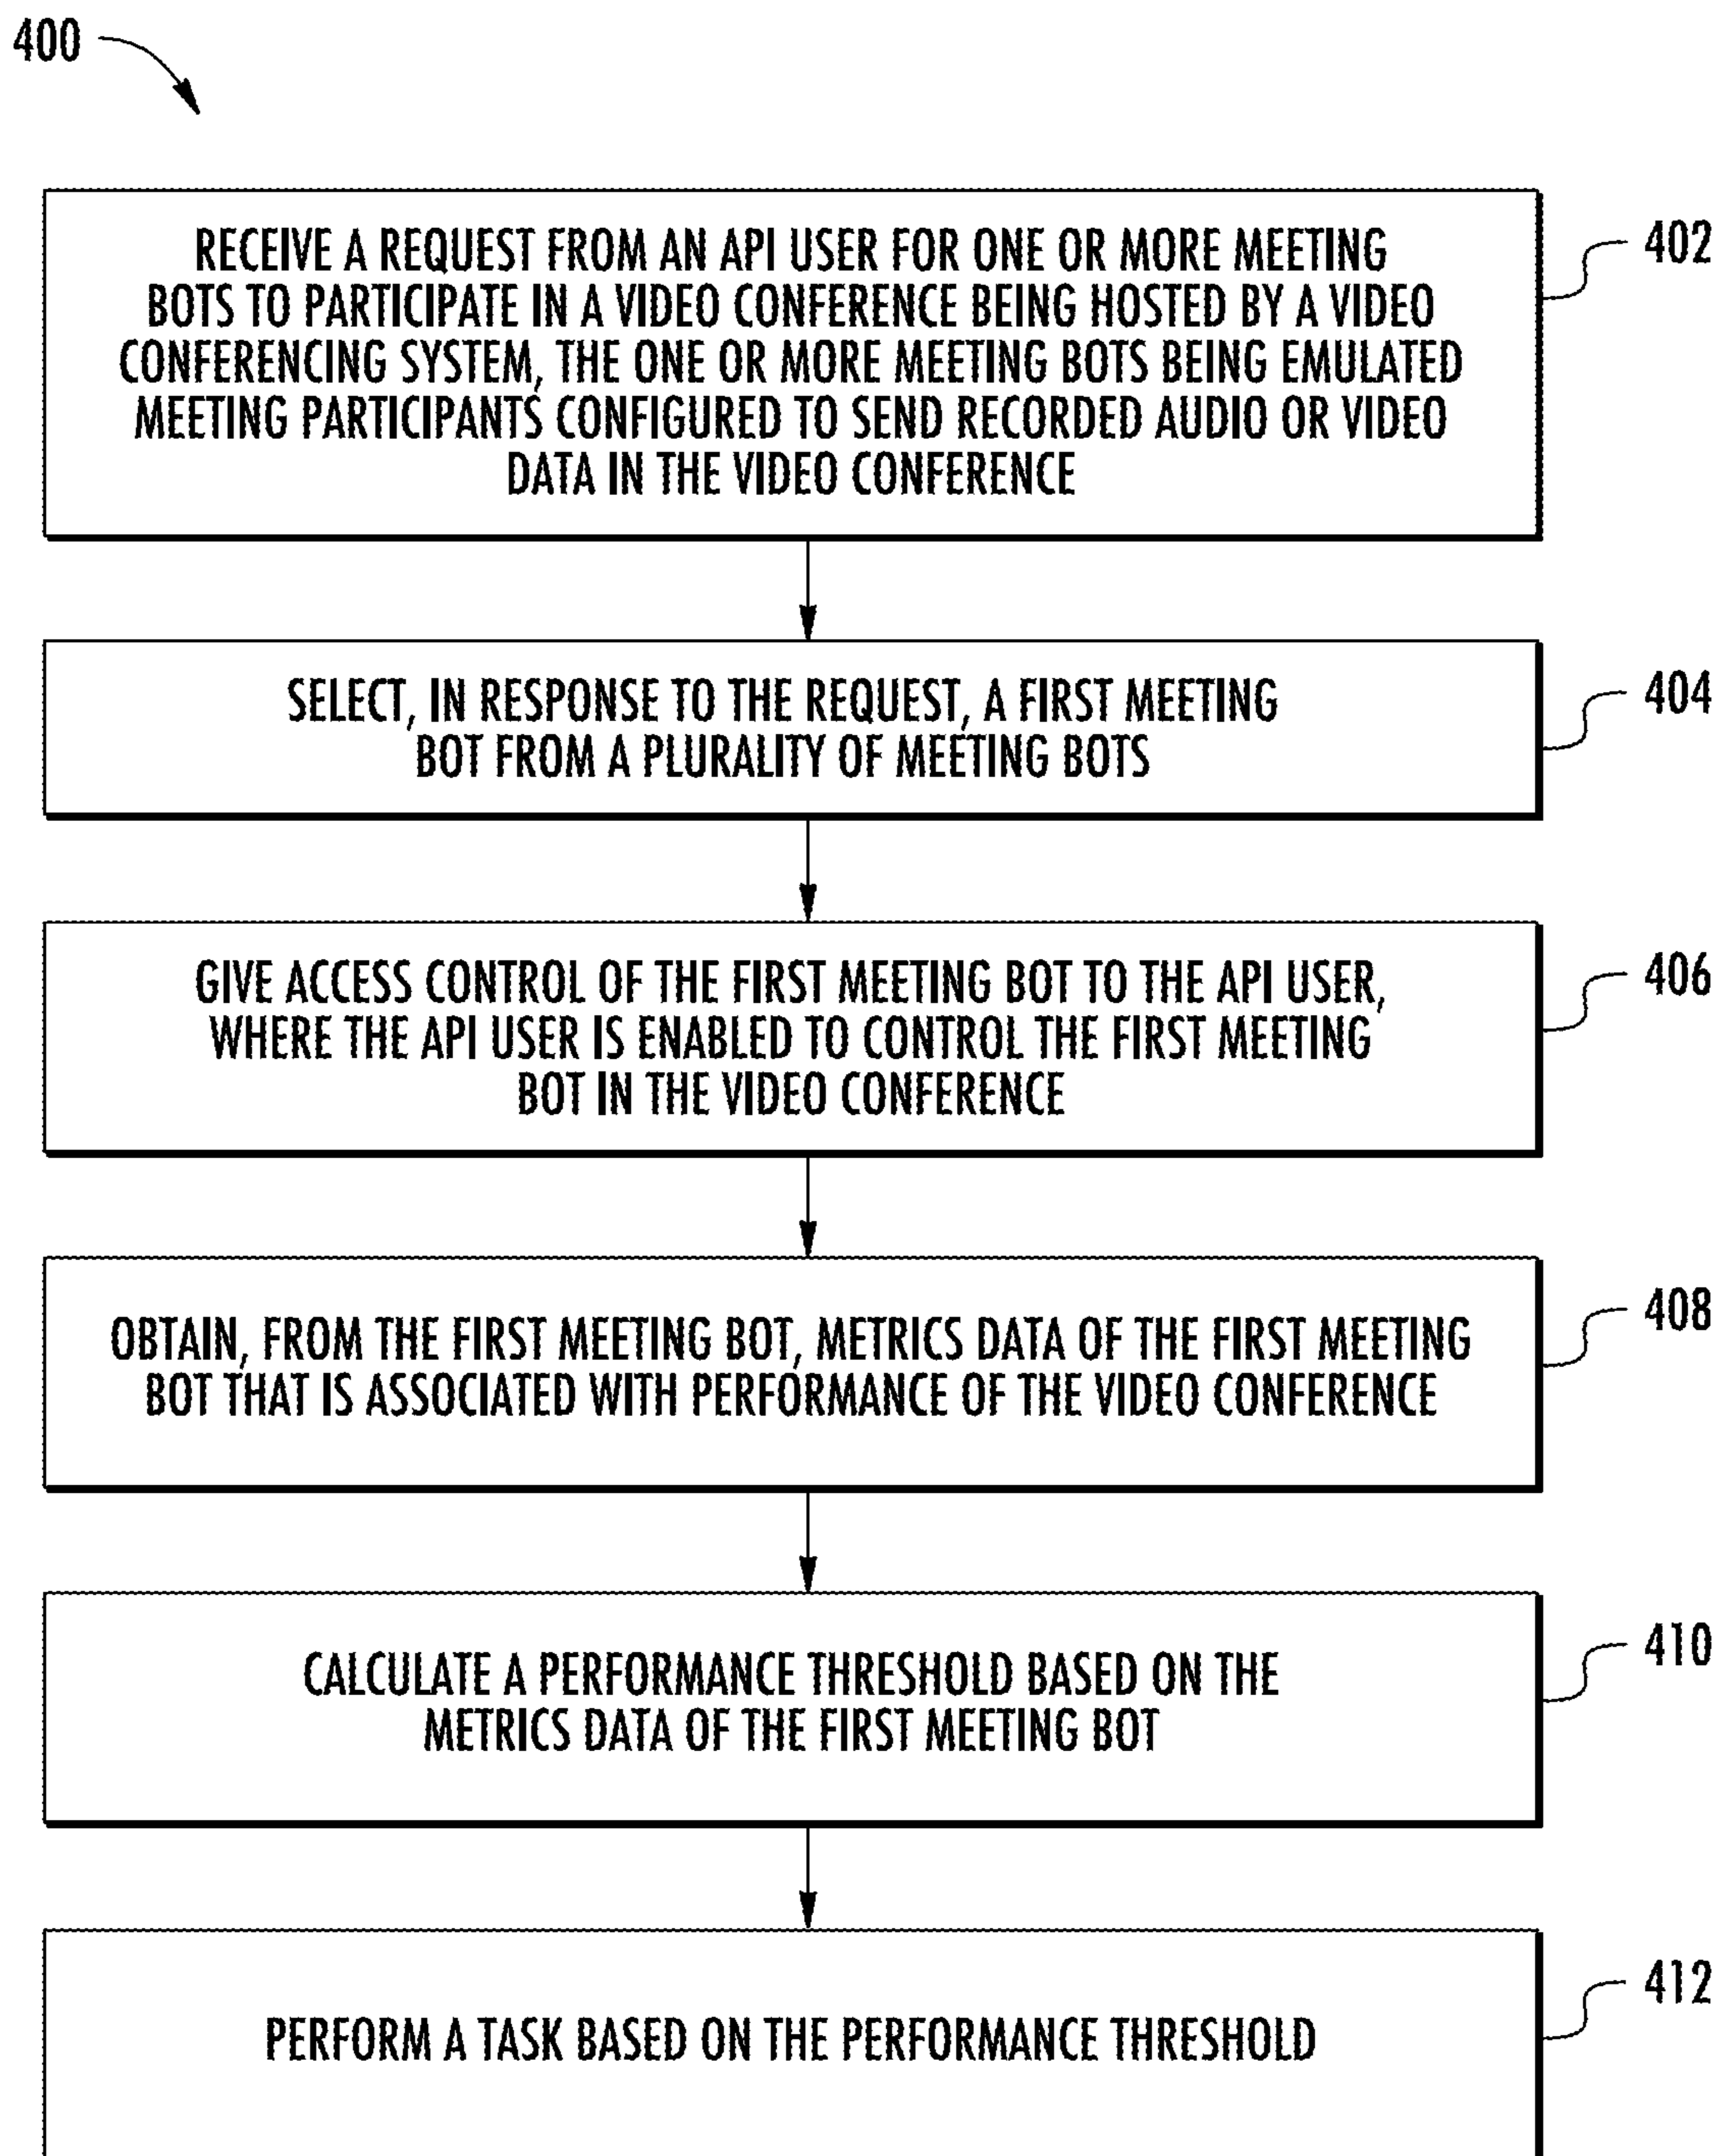 400
RECEIVE A REQUEST FROM AN API USER FOR ONE OR MORE MEETING
BOTS TO PARTICIPATE IN A VIDEO CONFERENCE BEING HOSTED BY A VIDEO
CONFERENCING SYSTEM, THE ONE OR MORE MEETING BOTS BEING EMULATED
MEETING PARTICIPANTS CONFIGURED TO SEND RECORDED AUDIO OR VIDEO
DATA IN THE VIDEO CONFERENCE
402
SELECT, IN RESPONSE TO THE REQUEST, A FIRST MEETING
BOT FROM A PLURALITY OF MEETING BOTS
404
GIVE ACCESS CONTROL OF THE FIRST MEETING BOT TO THE API USER,
WHERE THE API USER IS ENABLED TO CONTROL THE FIRST MEETING
BOT IN THE VIDEO CONFERENCE
406
OBTAIN, FROM THE FIRST MEETING BOT, METRICS DATA OF THE FIRST MEETING
BOT THAT IS ASSOCIATED WITH PERFORMANCE OF THE VIDEO CONFERENCE
408
CALCULATE A PERFORMANCE THRESHOLD BASED ON THE
METRICS DATA OF THE FIRST MEETING BOT
410
PERFORM A TASK BASED ON THE PERFORMANCE THRESHOLD
412